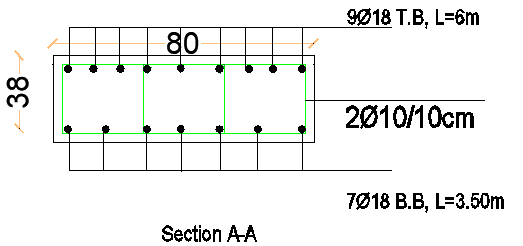 9Ø18 T.B, L=6m
80
38
2Ø10/10cm
7Ø18 B.B, L=3.50m
Section A-A